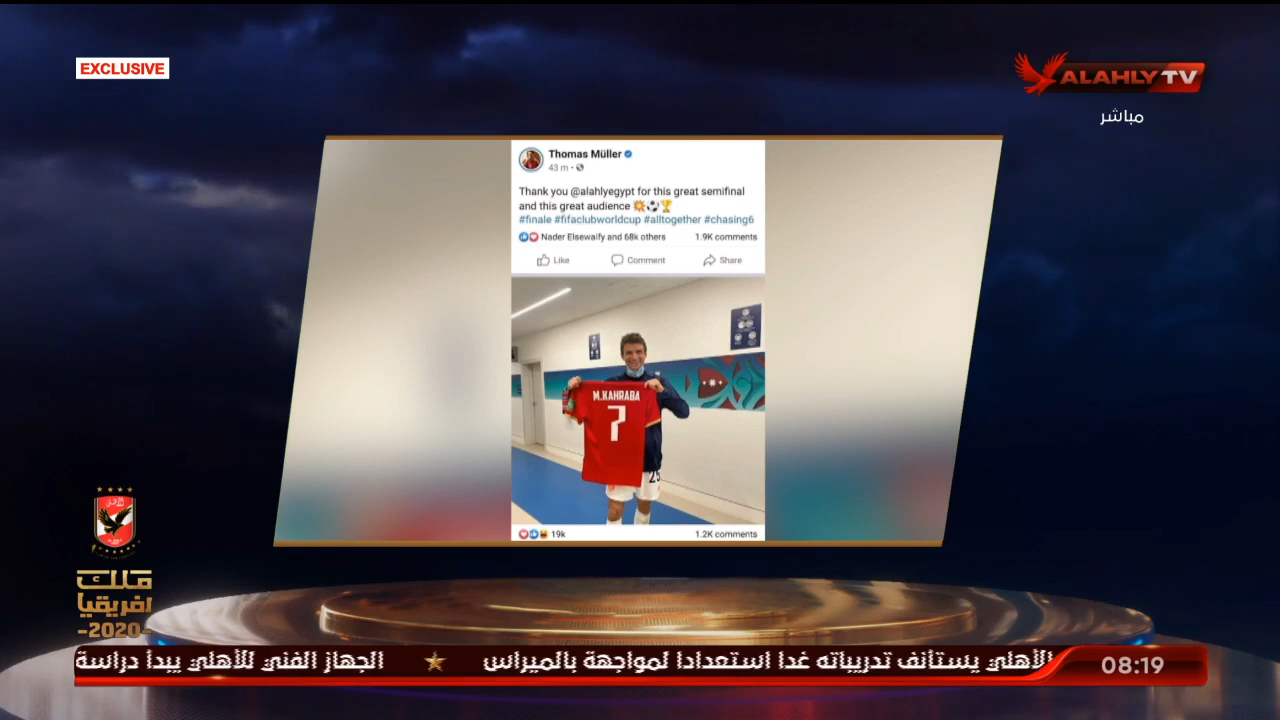 EXCLUSIVE
ALAHLY TV
مباشر
Thomas Müller
43 m
Thank you @alahlyegypt for this great semifinal
and this great audience 💥⚽🏆
#finale #fifaclubworldcup #alltogether #chasing6
Nader Elsewaify and 68k others 1.9K comments
Like Comment Share
M.KAHRABA
7
25
19k 1.2K comments
ملك
افريقيا
-2020-
الأهلي يستأنف تدريباته غدا استعدادا لمواجهة بالميراس ★ الجهاز الفني للأهلي يبدأ دراسة
08:19